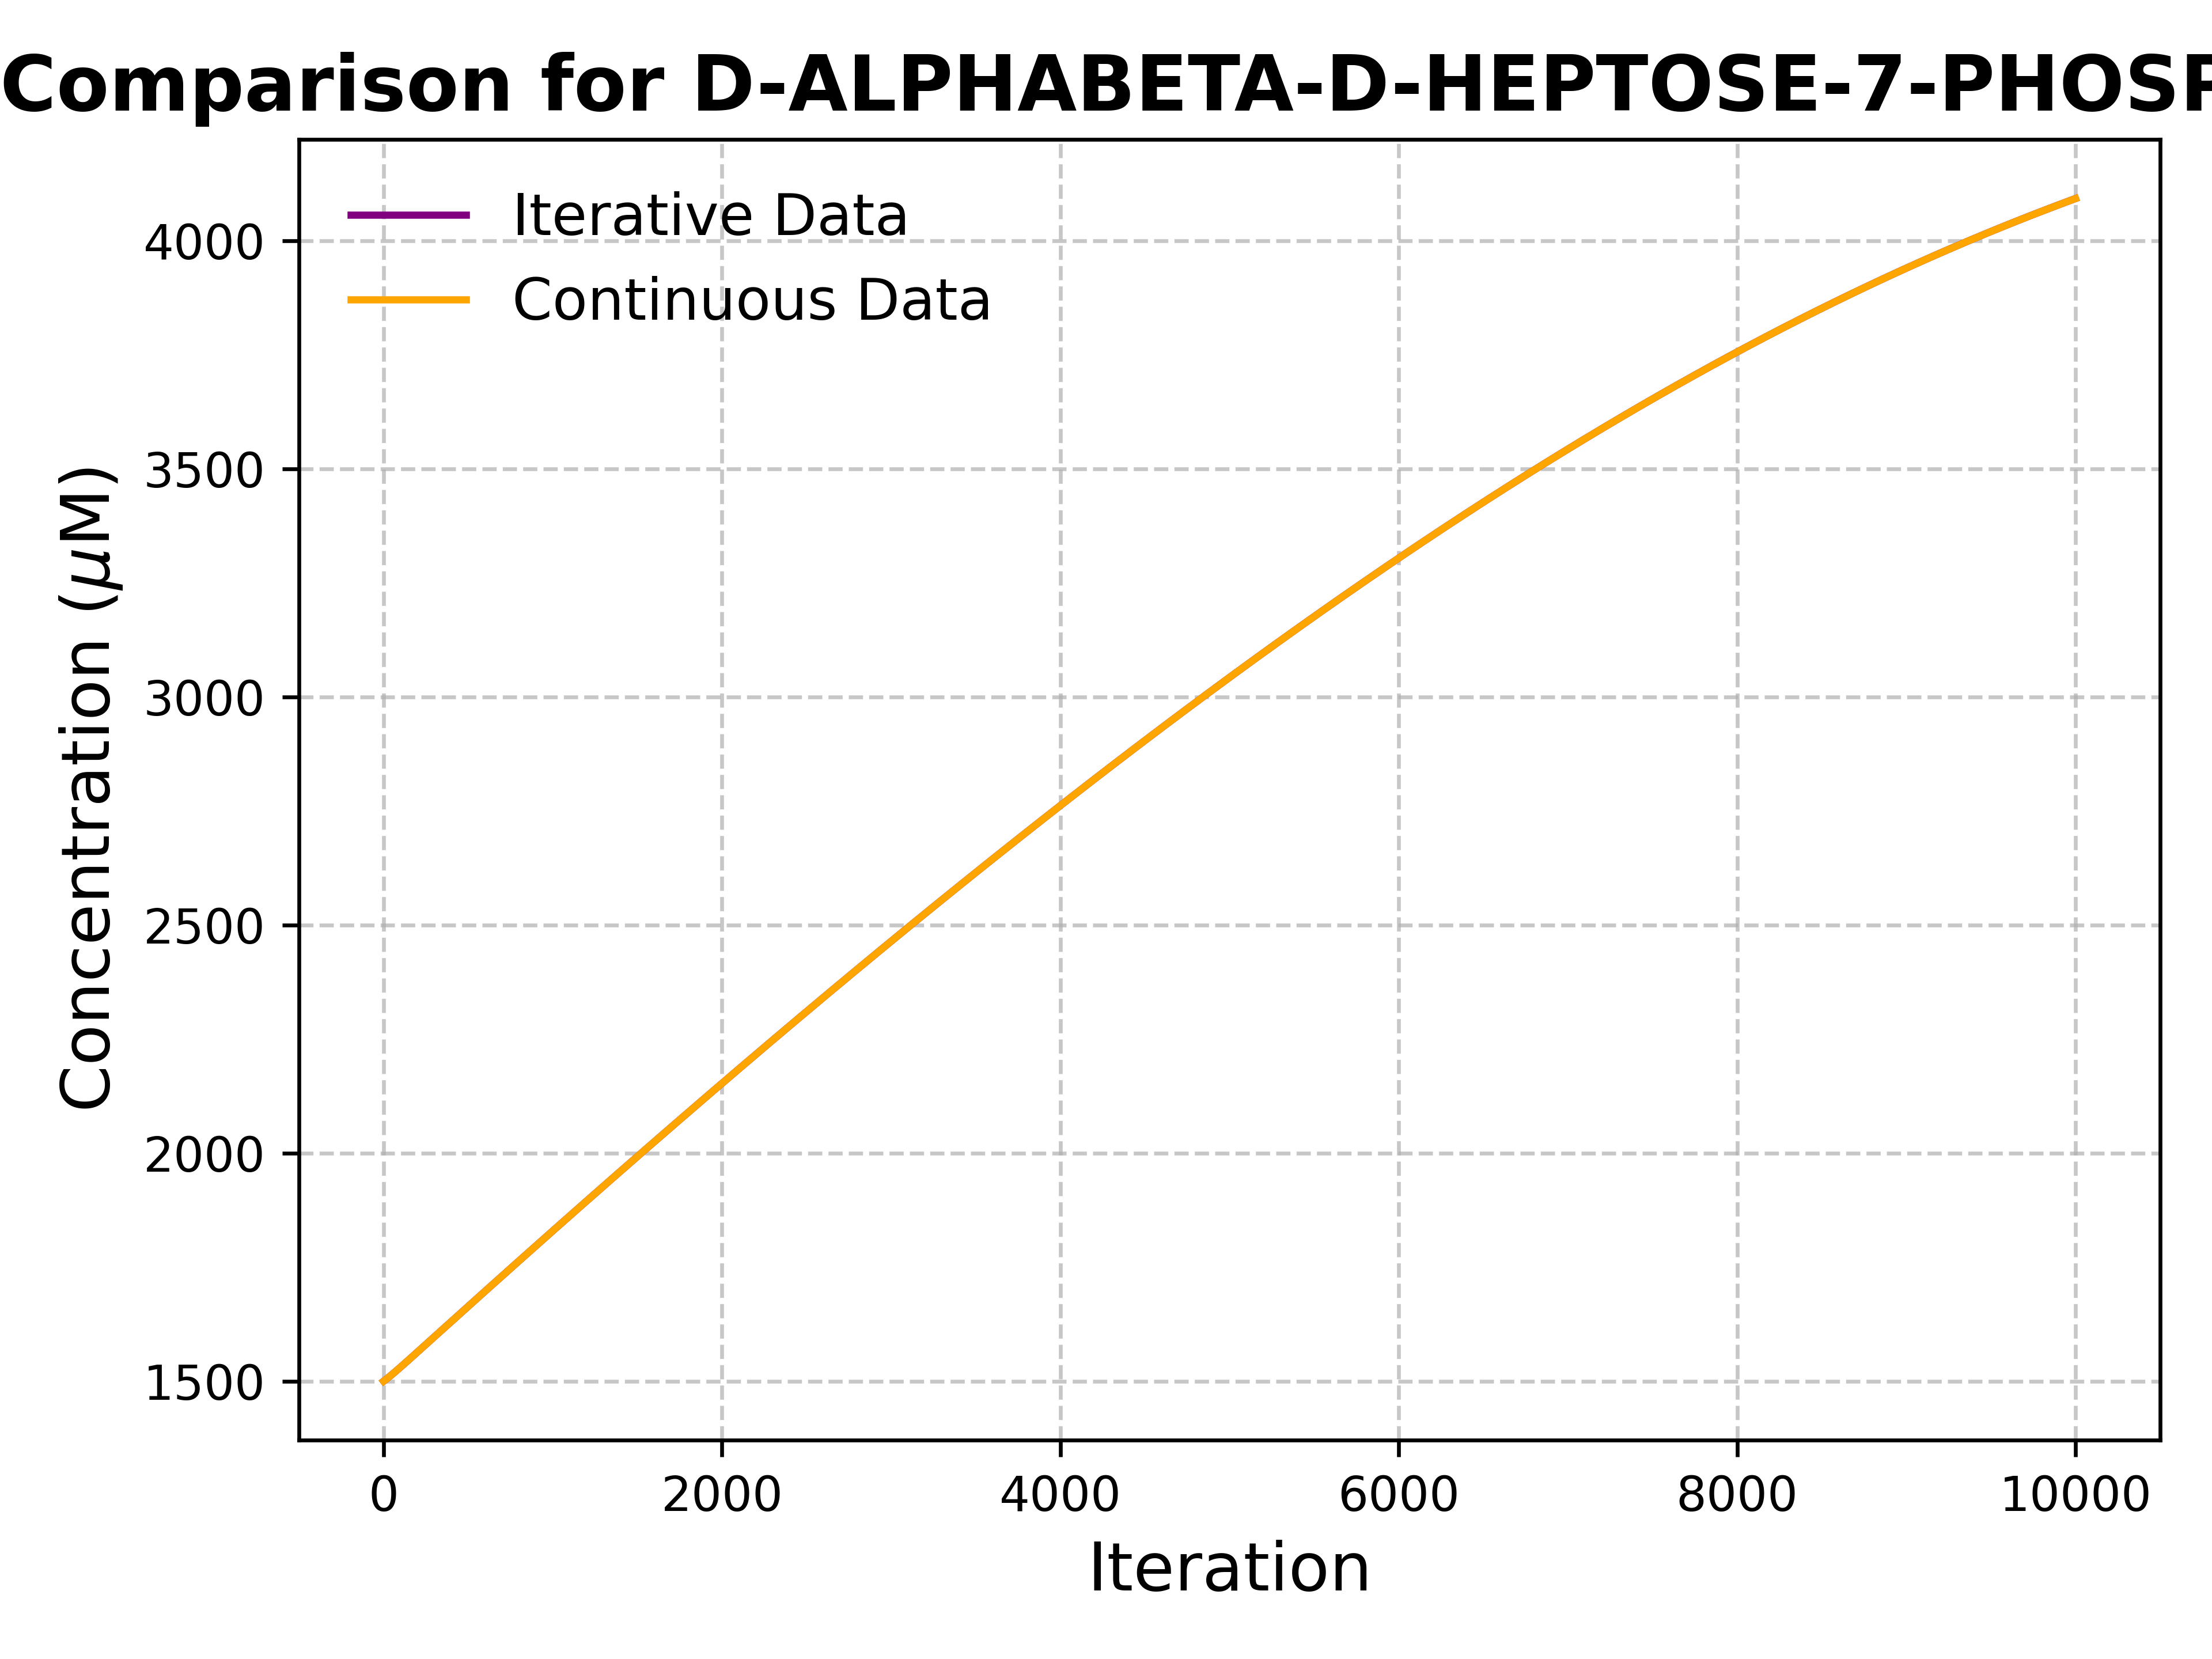 Comparison for D-ALPHABETA-D-HEPTOSE-7-PHOSP
Iterative Data
Continuous Data
Concentration (μM)
4000
3500
3000
2500
2000
1500
0 2000 4000 6000 8000 10000
Iteration